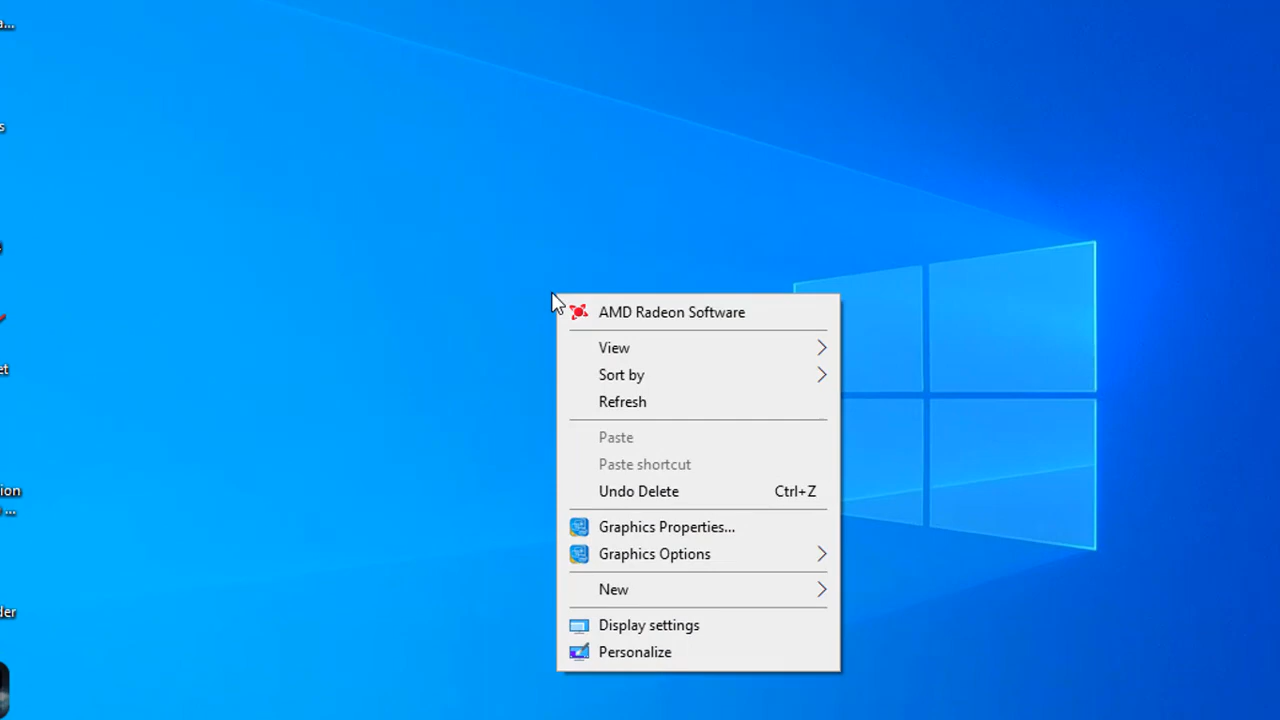 AMD Radeon Software
View
Sort by
Refresh
Paste
Paste shortcut
Undo Delete Ctrl+Z
Graphics Properties...
Graphics Options
New
Display settings
Personalize